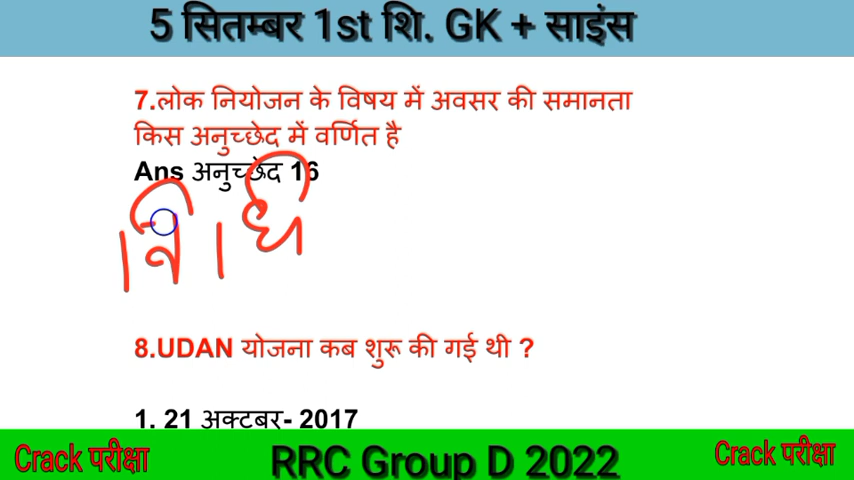 5 सितम्बर 1st शि. GK + साइंस
7.लोक नियोजन के विषय में अवसर की समानता
किस अनुच्छेद में वर्णित है
Ans अनुच्छेद 16
विधि
8.UDAN योजना कब शुरू की गई थी ?
1. 21 अक्टबर- 2017
Crack परीक्षा
RRC Group D 2022
Crack परीक्षा